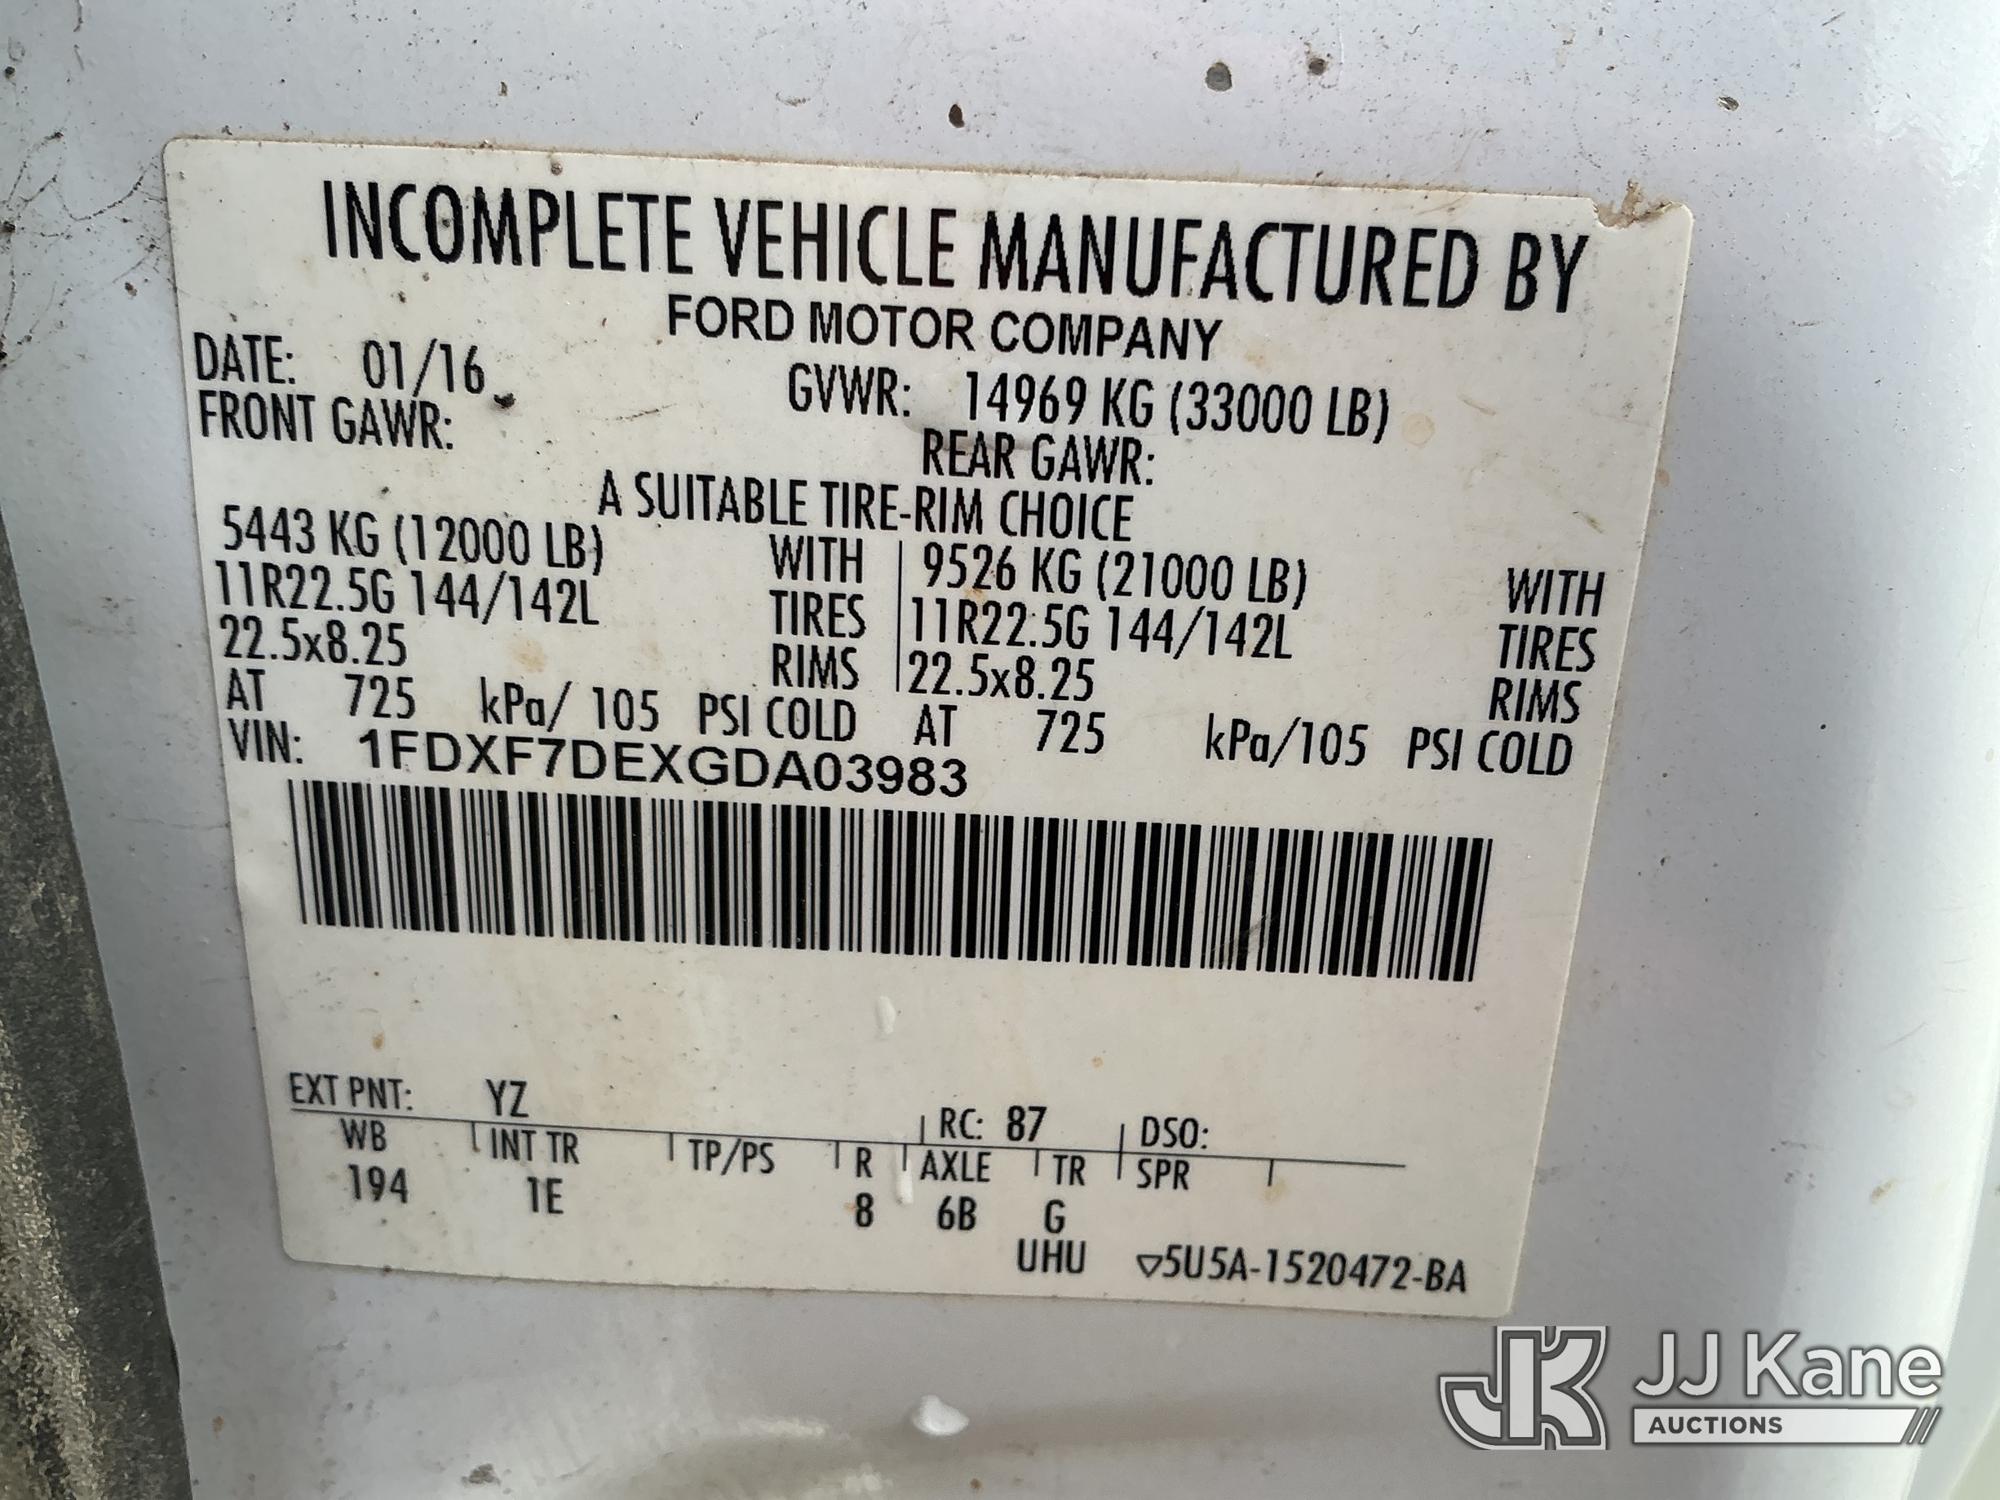 INCOMPLETE VEHICLE MANUFACTURED BY
FORD MOTOR COMPANY
DATE: 01/16 GVWR: 14969 KG (33000 LB)
FRONT GAWR: REAR GAWR:
A SUITABLE TIRE-RIM CHOICE
5443 KG (12000 LB) WITH 9526 KG (21000 LB) WITH
11R22.5G 144/142L TIRES 11R22.5G 144/142L TIRES
22.5x8.25 RIMS 22.5x8.25 RIMS
AT 725 kPa/ 105 PSI COLD AT 725 kPa/105 PSI COLD
VIN: 1FDXF7DEXGDA03983
EXT PNT: YZ RC: 87 DSO:
WB INT TR TP/PS R AXLE TR SPR
194 1E 8 6B G
UHU ▽5U5A-1520472-BA
JK JJ Kane
AUCTIONS